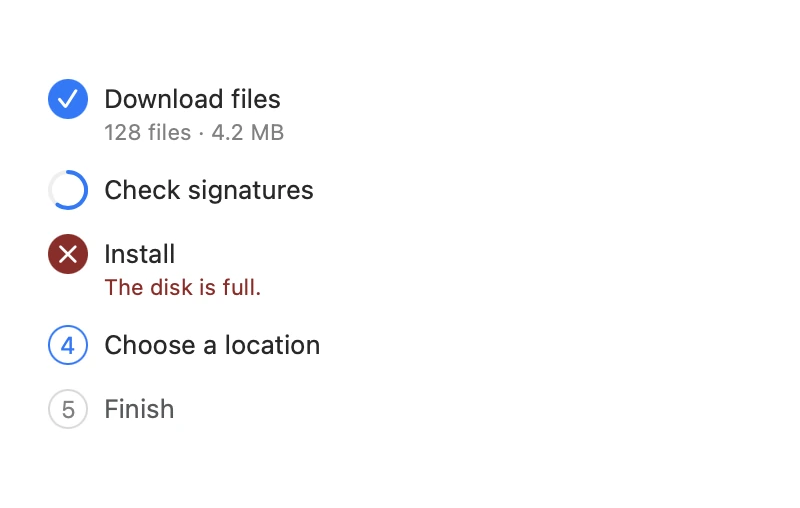 Download files
128 files · 4.2 MB
Check signatures
Install
The disk is full.
4 Choose a location
5 Finish